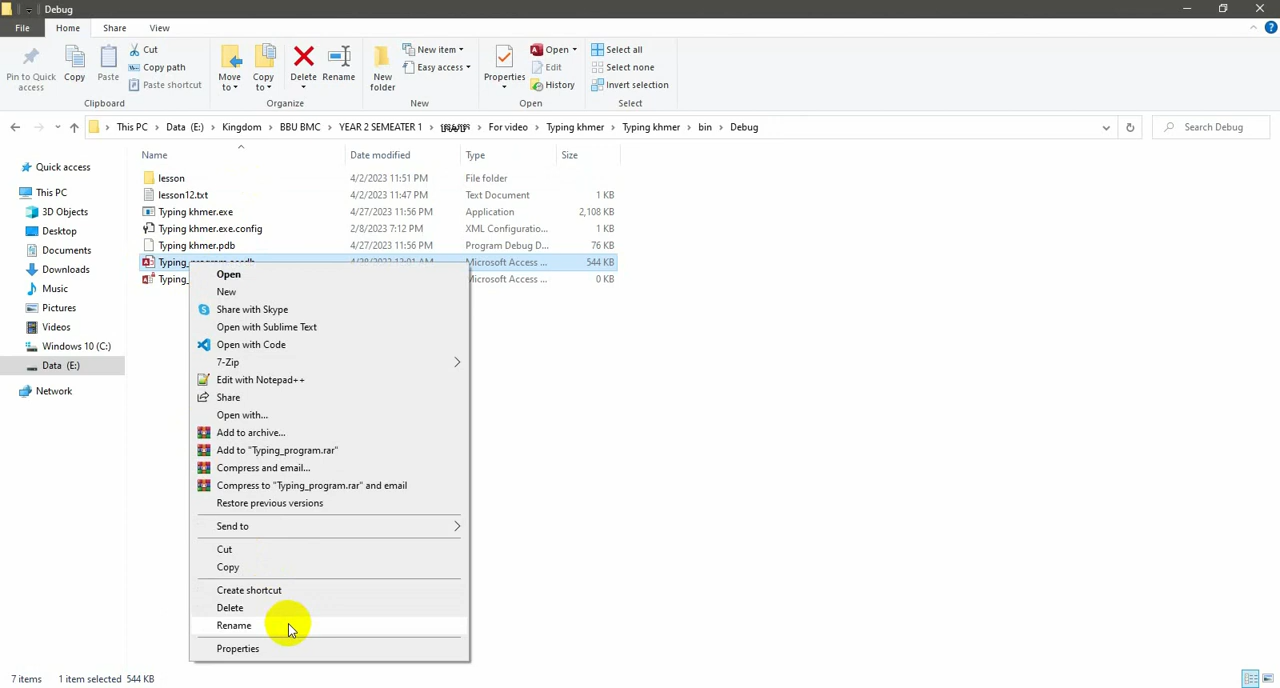 Debug
File Home Share View
Pin to Quick access
Copy
Paste
Cut
Copy path
Paste shortcut
Clipboard
Move to
Copy to
Delete
Rename
Organize
New folder
New item
Easy access
New
Properties
Open
Edit
History
Open
Select all
Select none
Invert selection
Select
This PC › Data (E:) › Kingdom › BBU BMC › YEAR 2 SEMEATER 1 ›
› For video › Typing khmer › Typing khmer › bin › Debug
Search Debug
Name Date modified Type Size
lesson 4/2/2023 11:51 PM File folder
lesson12.txt 4/2/2023 11:47 PM Text Document 1 KB
Typing khmer.exe 4/27/2023 11:56 PM Application 2,108 KB
Typing khmer.exe.config 2/8/2023 7:12 PM XML Configuratio... 1 KB
Typing khmer.pdb 4/27/2023 11:56 PM Program Debug D... 76 KB
Typing_program.accdb Microsoft Access ... 544 KB
Typing_ Microsoft Access ... 0 KB
Quick access
This PC
3D Objects
Desktop
Documents
Downloads
Music
Pictures
Videos
Windows 10 (C:)
Data (E:)
Network
Open
New
Share with Skype
Open with Sublime Text
Open with Code
7-Zip
Edit with Notepad++
Share
Open with...
Add to archive...
Add to "Typing_program.rar"
Compress and email...
Compress to "Typing_program.rar" and email
Restore previous versions
Send to
Cut
Copy
Create shortcut
Delete
Rename
Properties
7 items 1 item selected 544 KB